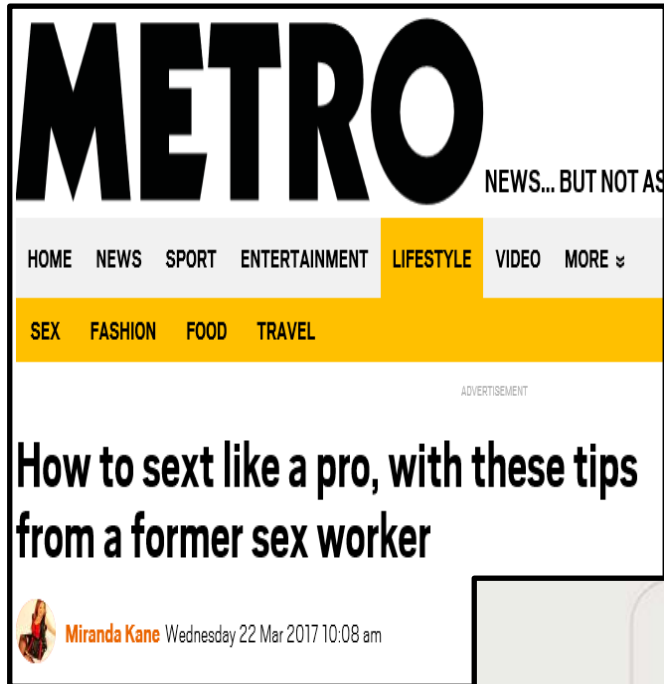 METRO
NEWS... BUT NOT AS
HOME NEWS SPORT ENTERTAINMENT LIFESTYLE VIDEO MORE
SEX FASHION FOOD TRAVEL
ADVERTISEMENT
How to sext like a pro, with these tips
from a former sex worker
Miranda Kane Wednesday 22 Mar 2017 10:08 am